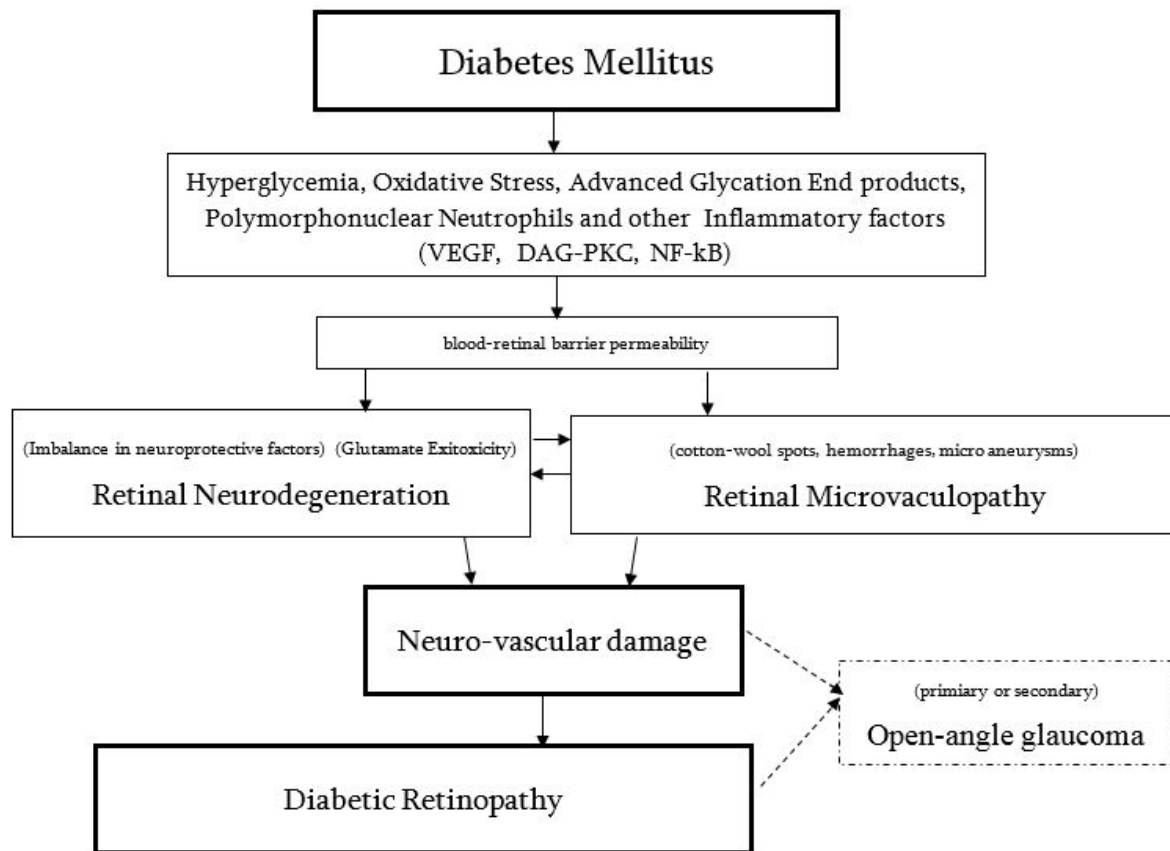 Diabetes Mellitus
Hyperglycemia, Oxidative Stress, Advanced Glycation End products,
Polymorphonuclear Neutrophils and other Inflammatory factors
(VEGF, DAG-PKC, NF-kB)
blood-retinal barrier permeability
(Imbalance in neuroprotective factors) (Glutamate Exitoxicity)
Retinal Neurodegeneration
(cotton-wool spots, hemorrhages, micro aneurysms)
Retinal Microvaculopathy
Neuro-vascular damage
(primiary or secondary)
Open-angle glaucoma
Diabetic Retinopathy